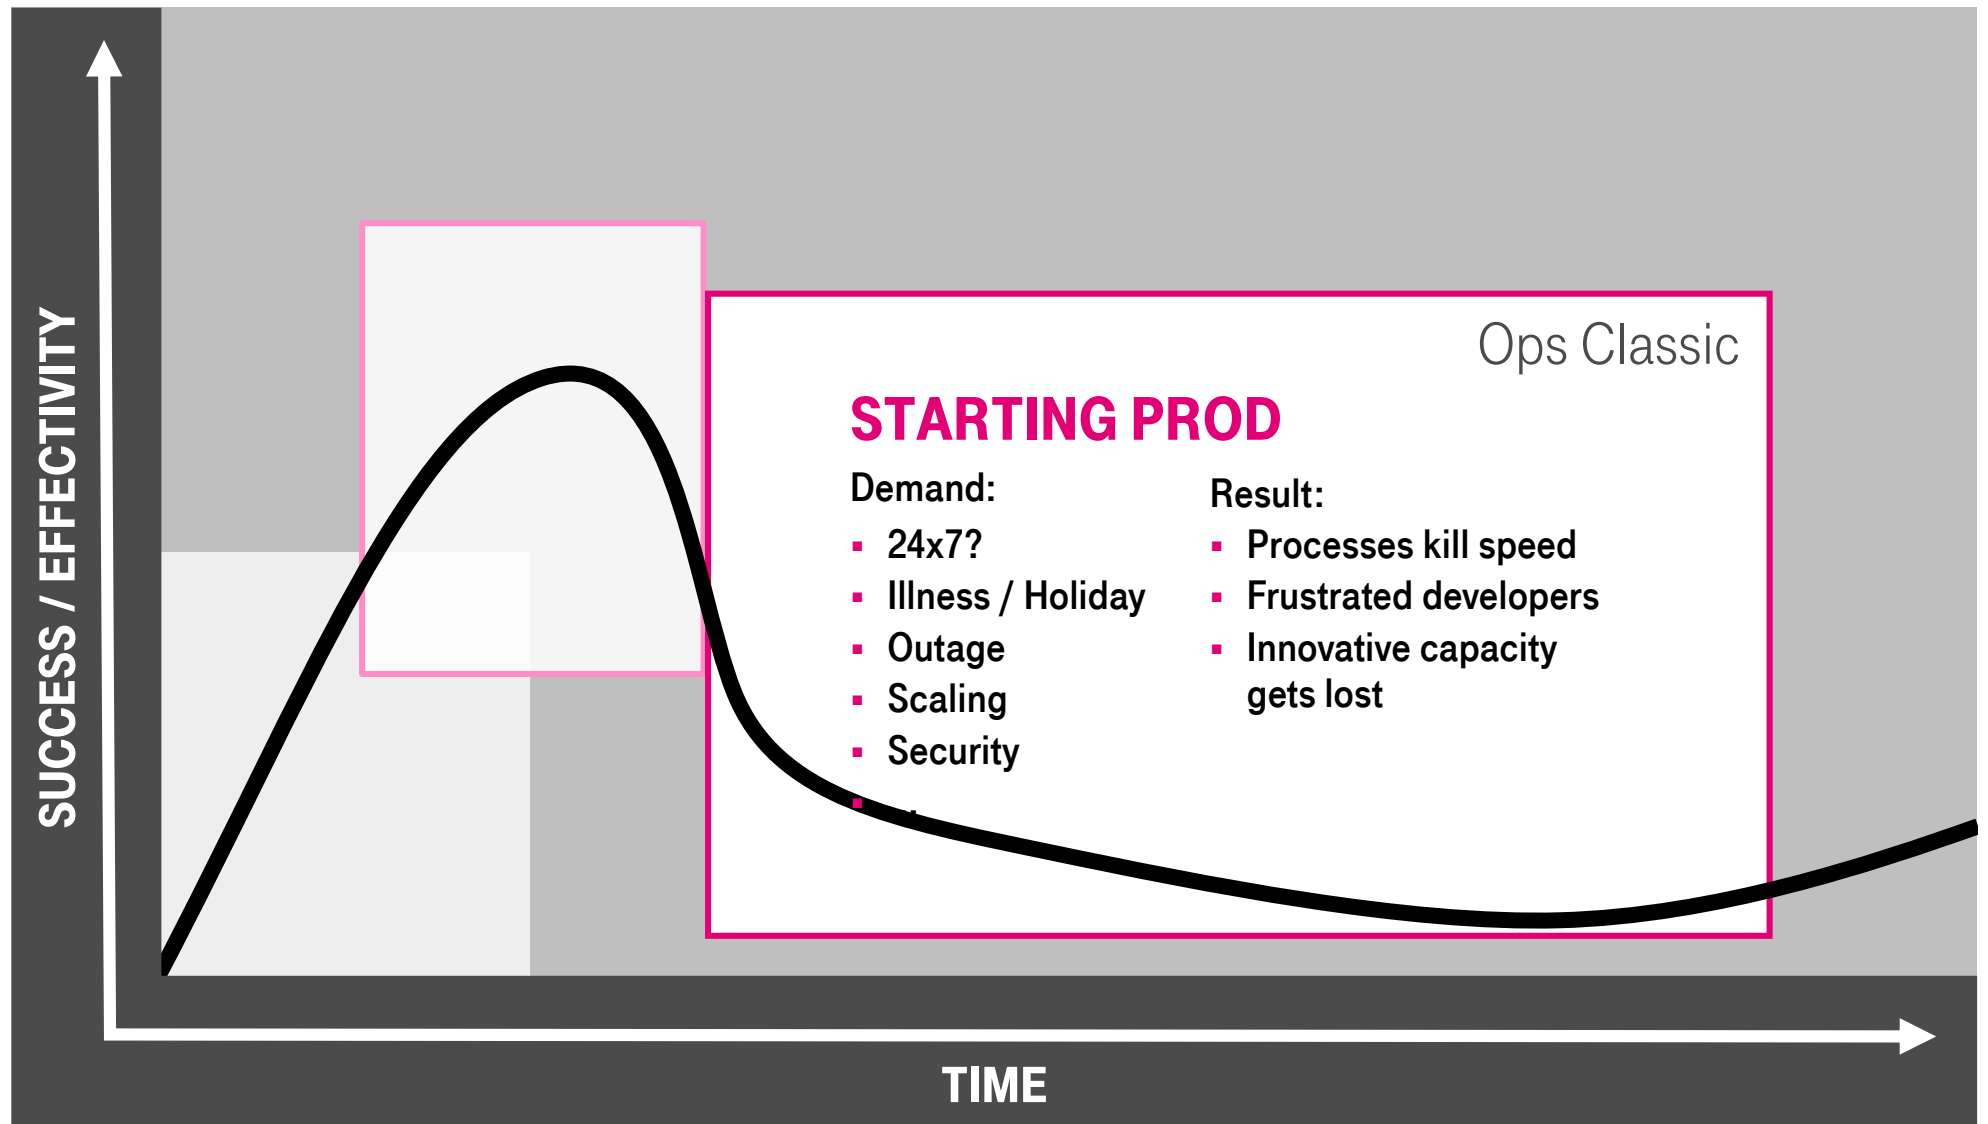 SUCCESS / EFFECTIVITY
Ops Classic
STARTING PROD
Demand:
24x7?
Illness / Holiday
Outage
Scaling
Security
Result:
Processes kill speed
Frustrated developers
Innovative capacity
gets lost
TIME